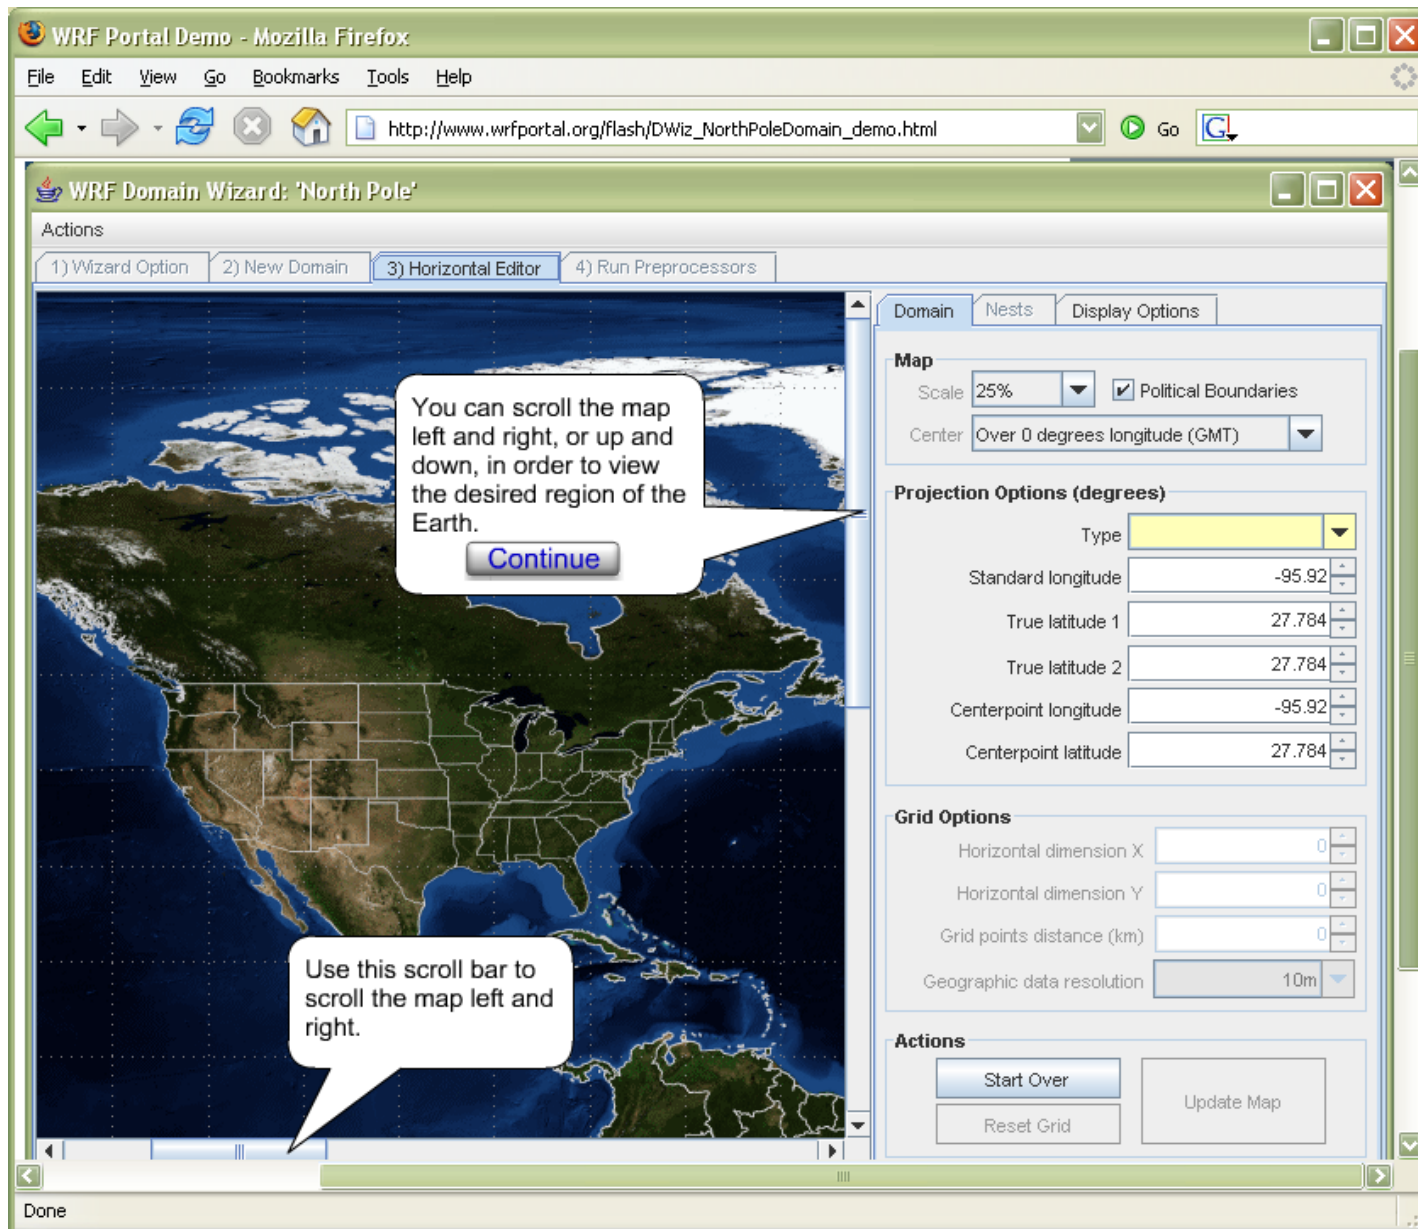 WRF Portal Demo - Mozilla Firefox
File Edit View Go Bookmarks Tools Help
http://www.wrfportal.org/flash/DWiz_NorthPoleDomain_demo.html Go G
WRF Domain Wizard: 'North Pole'
Actions
1) Wizard Option 2) New Domain 3) Horizontal Editor 4) Run Preprocessors
You can scroll the map
left and right, or up and
down, in order to view
the desired region of the
Earth.
Continue
Use this scroll bar to
scroll the map left and
right.
Domain Nests Display Options
Map
Scale 25% Political Boundaries
Center Over 0 degrees longitude (GMT)
Projection Options (degrees)
Type
Standard longitude -95.92
True latitude 1 27.784
True latitude 2 27.784
Centerpoint longitude -95.92
Centerpoint latitude 27.784
Grid Options
Horizontal dimension X 0
Horizontal dimension Y 0
Grid points distance (km) 0
Geographic data resolution 10m
Actions
Start Over
Reset Grid
Update Map
Done